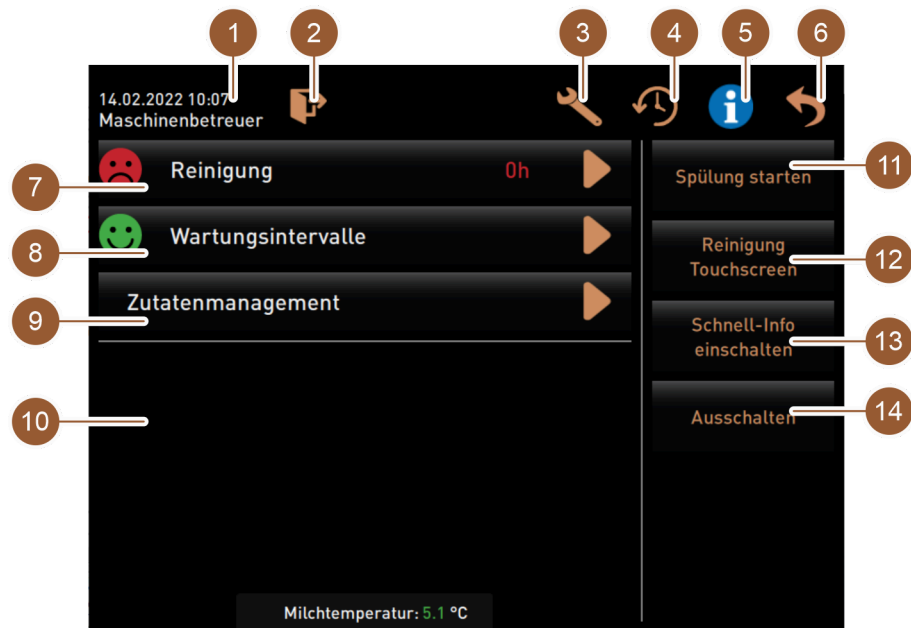 1
2
3
4
5
6
14.02.2022 10:07
Maschinenbetreuer
7
Reinigung
0h
8
Wartungsintervalle
9
Zutatenmanagement
10
11
Spülung starten
12
Reinigung
Touchscreen
13
Schnell-Info
einschalten
14
Ausschalten
Milchtemperatur: 5.1 °C